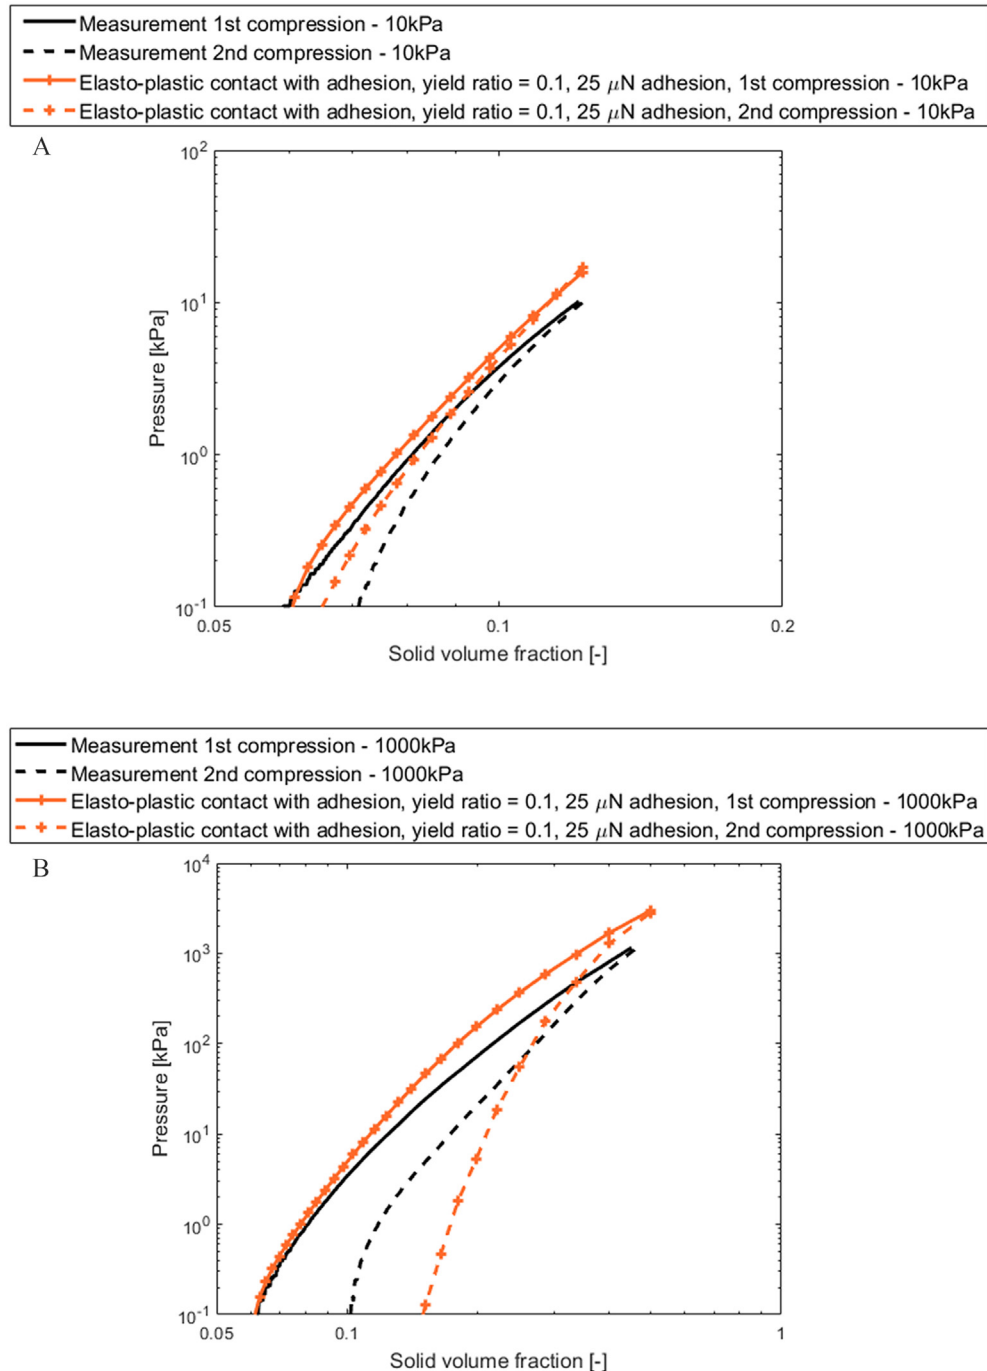 Measurement 1st compression - 10kPa
Measurement 2nd compression - 10kPa
Elasto-plastic contact with adhesion, yield ratio = 0.1, 25 μN adhesion, 1st compression - 10kPa
Elasto-plastic contact with adhesion, yield ratio = 0.1, 25 μN adhesion, 2nd compression - 10kPa
A
10^2
10^1
10^0
10^-1
Pressure [kPa]
0.05 0.1 0.2
Solid volume fraction [-]
Measurement 1st compression - 1000kPa
Measurement 2nd compression - 1000kPa
Elasto-plastic contact with adhesion, yield ratio = 0.1, 25 μN adhesion, 1st compression - 1000kPa
Elasto-plastic contact with adhesion, yield ratio = 0.1, 25 μN adhesion, 2nd compression - 1000kPa
B
10^4
10^3
10^2
10^1
10^0
10^-1
Pressure [kPa]
0.05 0.1 1
Solid volume fraction [-]